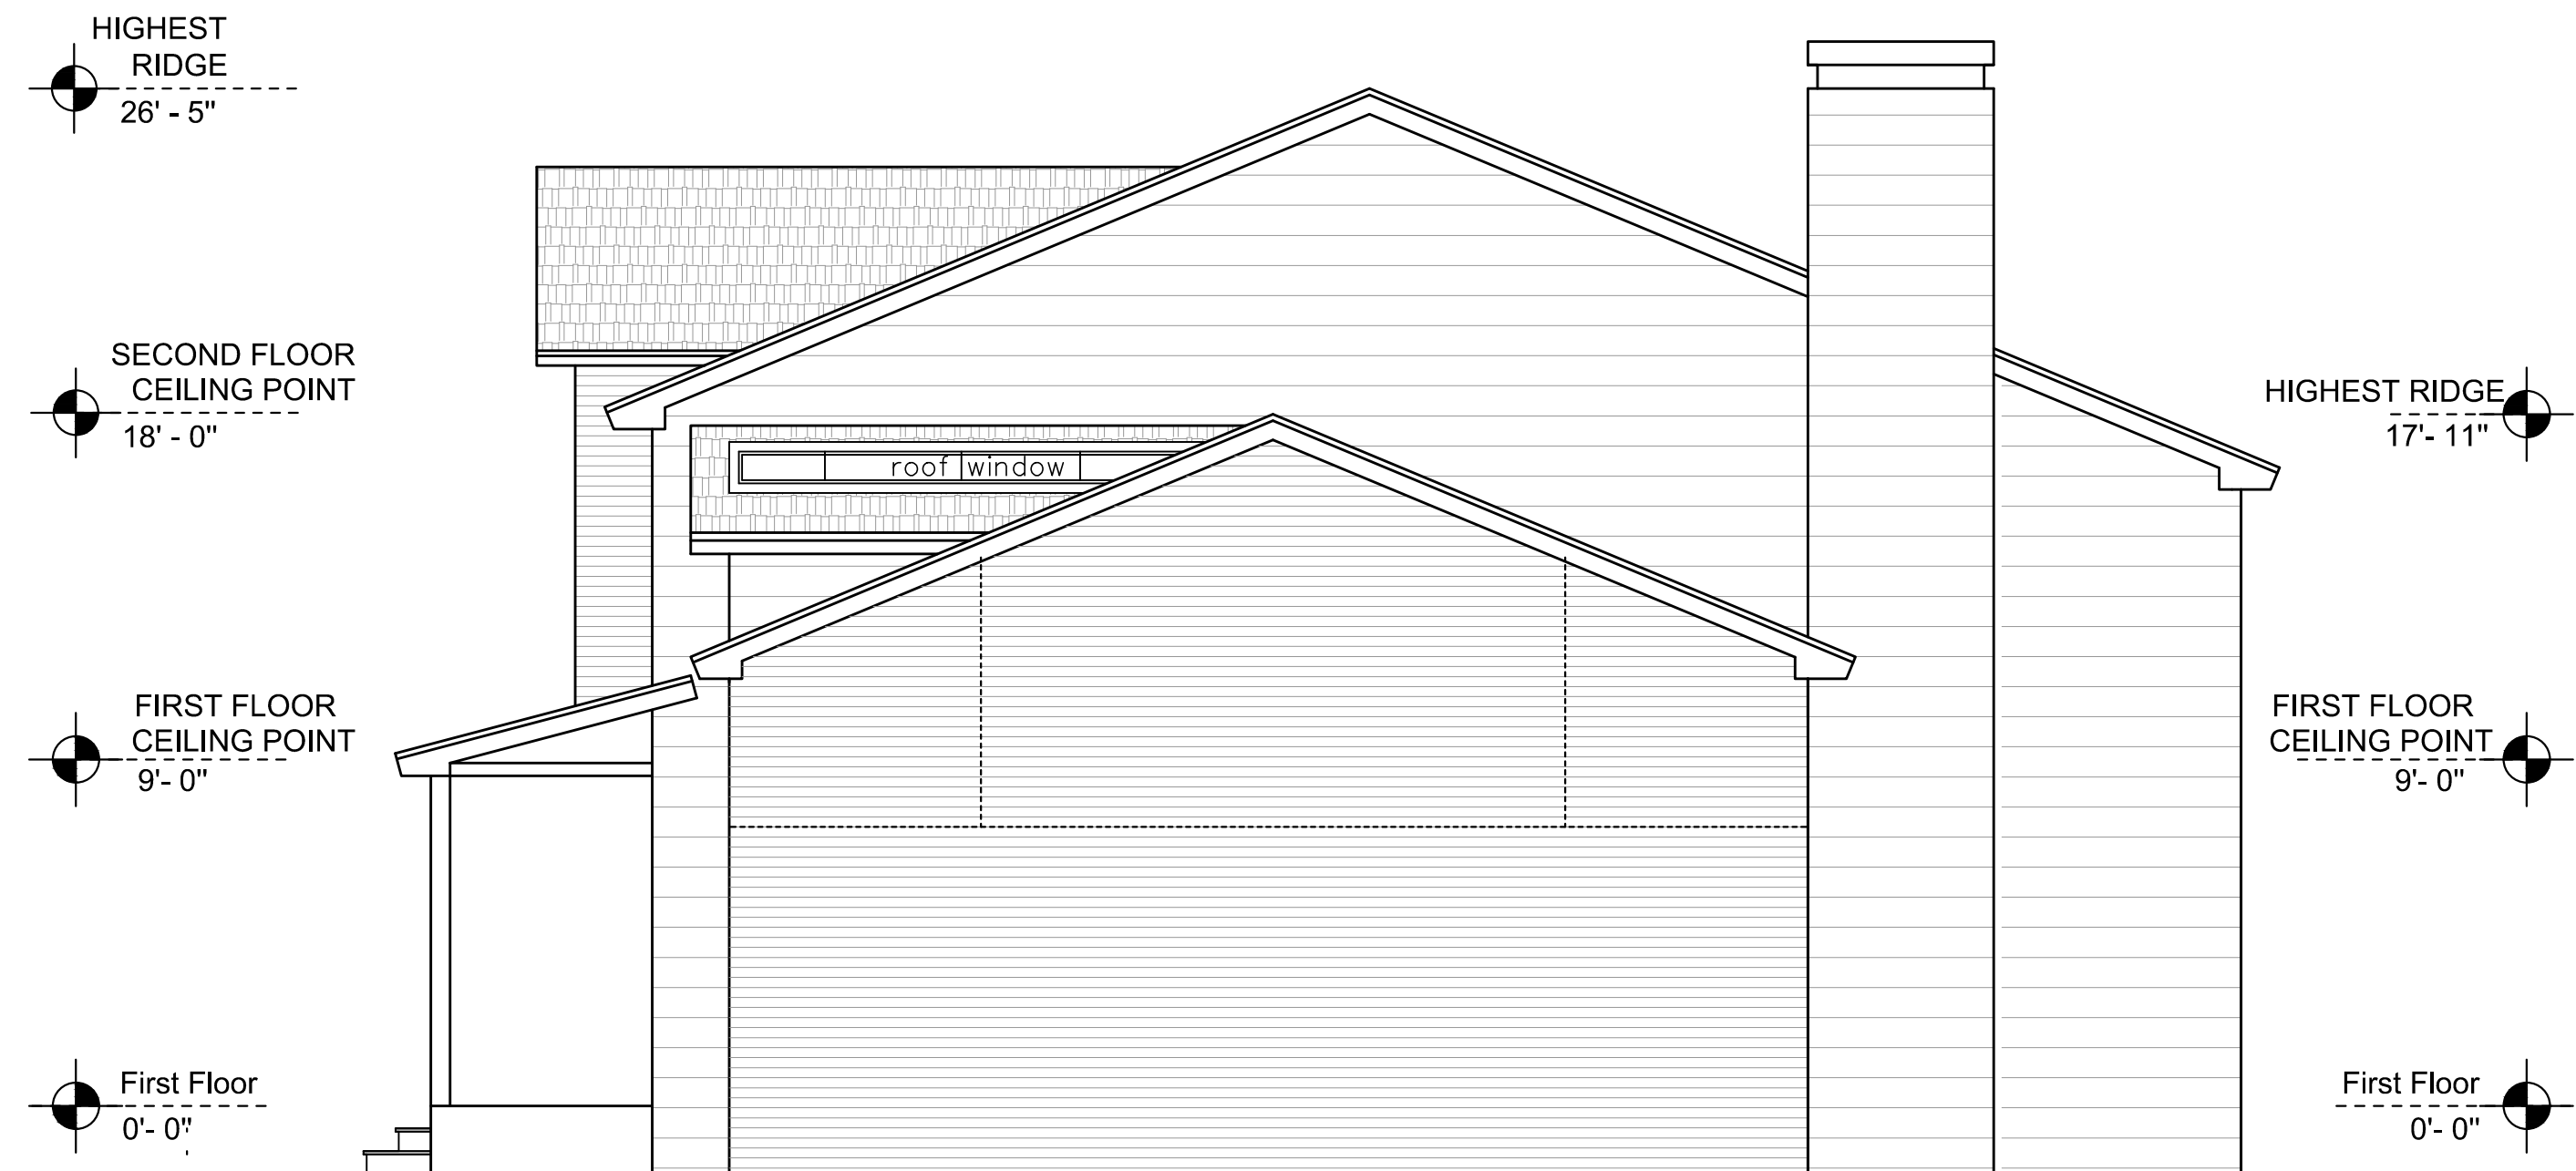 HIGHEST
RIDGE
26' - 5"
SECOND FLOOR
CEILING POINT
18' - 0"
HIGHEST RIDGE
17'- 11"
roof window
FIRST FLOOR
CEILING POINT
9'- 0"
FIRST FLOOR
CEILING POINT
9'- 0"
First Floor
0'- 0"
First Floor
0'- 0"